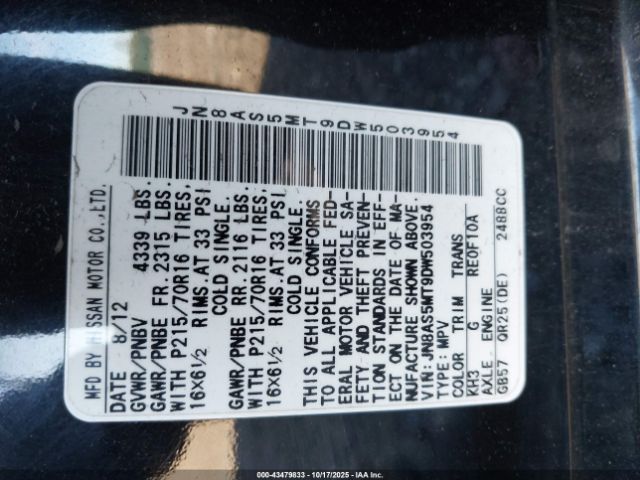 MFD BY NISSAN MOTOR CO.,LTD.
DATE 8/12
GVWR/PNBV 4339 LBS.
GAWR/PNBE FR. 2315 LBS.
WITH P215/70R16 TIRES,
16X6½ RIMS.AT 33 PSI
COLD SINGLE.
GAWR/PNBE RR. 2116 LBS.
WITH P215/70R16 TIRES,
16X6½ RIMS.AT 33 PSI
COLD SINGLE.
THIS VEHICLE CONFORMS
TO ALL APPLICABLE FED-
ERAL MOTOR VEHICLE SA-
FETY AND THEFT PREVEN-
TION STANDARDS IN EFF-
ECT ON THE DATE OF MA-
NUFACTURE SHOWN ABOVE.
VIN: JN8AS5MT9DW503954
TYPE: MPV
COLOR TRIM TRANS
KH3 G RE0F10A
AXLE ENGINE
GB57 QR25(DE) 2488CC
JN8AS5MT9DW503954
000-43479833 - 10/17/2025 - IAA Inc.